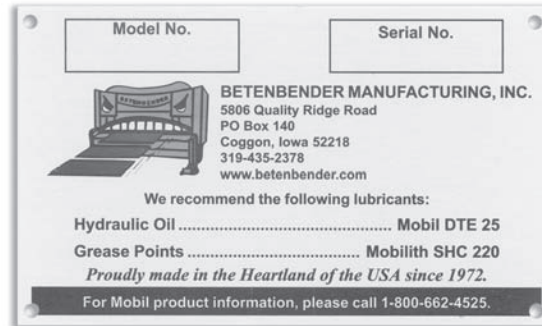 Model No.
Serial No.
BETENBENDER
BETENBENDER MANUFACTURING, INC.
5806 Quality Ridge Road
PO Box 140
Coggon, Iowa 52218
319-435-2378
www.betenbender.com
We recommend the following lubricants:
Hydraulic Oil ................................................ Mobil DTE 25
Grease Points ....................................... Mobilith SHC 220
Proudly made in the Heartland of the USA since 1972.
For Mobil product information, please call 1-800-662-4525.